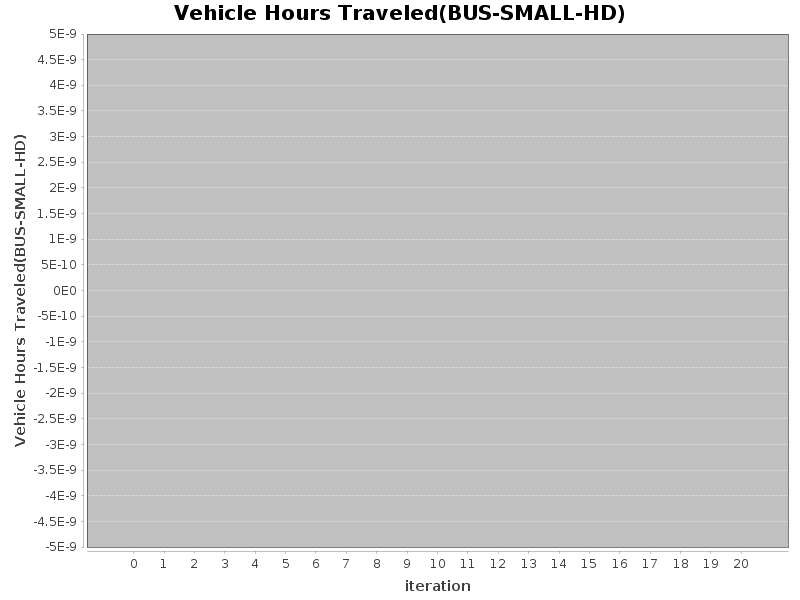 Vehicle Hours Traveled(BUS-SMALL-HD)
Vehicle Hours Traveled(BUS-SMALL-HD)
5E-9
4.5E-9
4E-9
3.5E-9
3E-9
2.5E-9
2E-9
1.5E-9
1E-9
5E-10
0E0
-5E-10
-1E-9
-1.5E-9
-2E-9
-2.5E-9
-3E-9
-3.5E-9
-4E-9
-4.5E-9
-5E-9
0 1 2 3 4 5 6 7 8 9 10 11 12 13 14 15 16 17 18 19 20
iteration